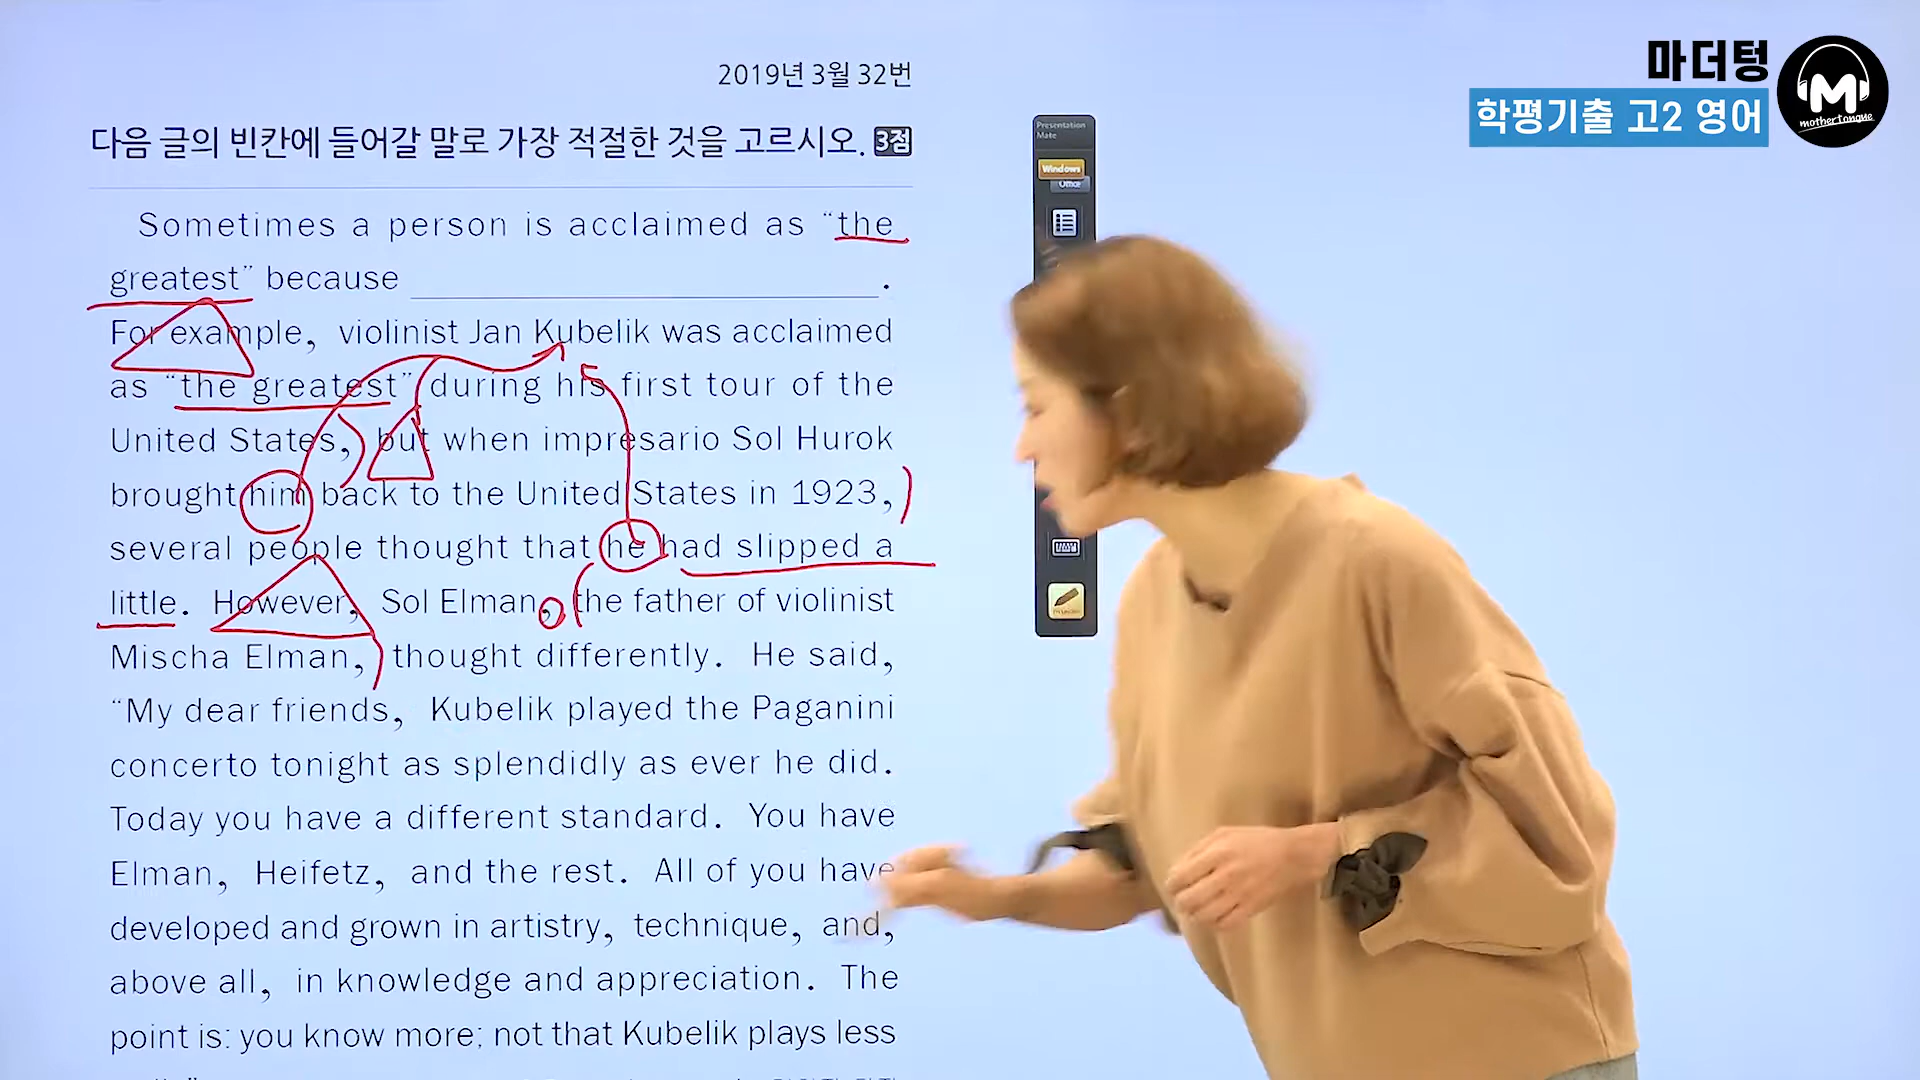 마더텅
학평기출 고2 영어
mothertongue
2019년 3월 32번
다음 글의 빈칸에 들어갈 말로 가장 적절한 것을 고르시오. 3점
Sometimes a person is acclaimed as “the
greatest” because ____________________.
For example, violinist Jan Kubelik was acclaimed
as “the greatest” during his first tour of the
United States, but when impresario Sol Hurok
brought him back to the United States in 1923,
several people thought that he had slipped a
little. However, Sol Elman, the father of violinist
Mischa Elman, thought differently. He said,
“My dear friends, Kubelik played the Paganini
concerto tonight as splendidly as ever he did.
Today you have a different standard. You have
Elman, Heifetz, and the rest. All of you have
developed and grown in artistry, technique, and,
above all, in knowledge and appreciation. The
point is: you know more; not that Kubelik plays less
Presentation
Mate
Windows
Office